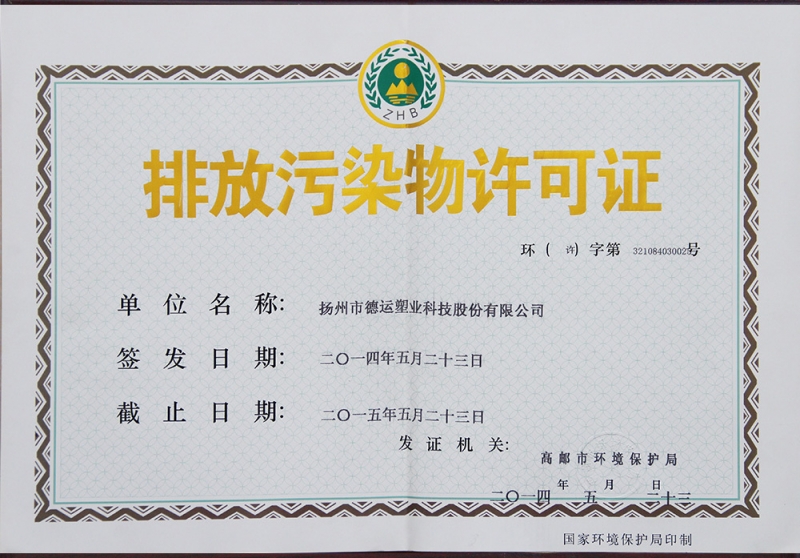 ZHB
排放污染物许可证
环(许)字第 32108403002号
单位名称: 扬州市德运塑业科技股份有限公司
签发日期: 二〇一四年五月二十三日
截止日期: 二〇一五年五月二十三日
发证机关:
高邮市环境保护局
二〇一四年五月二十三日
国家环境保护局印制